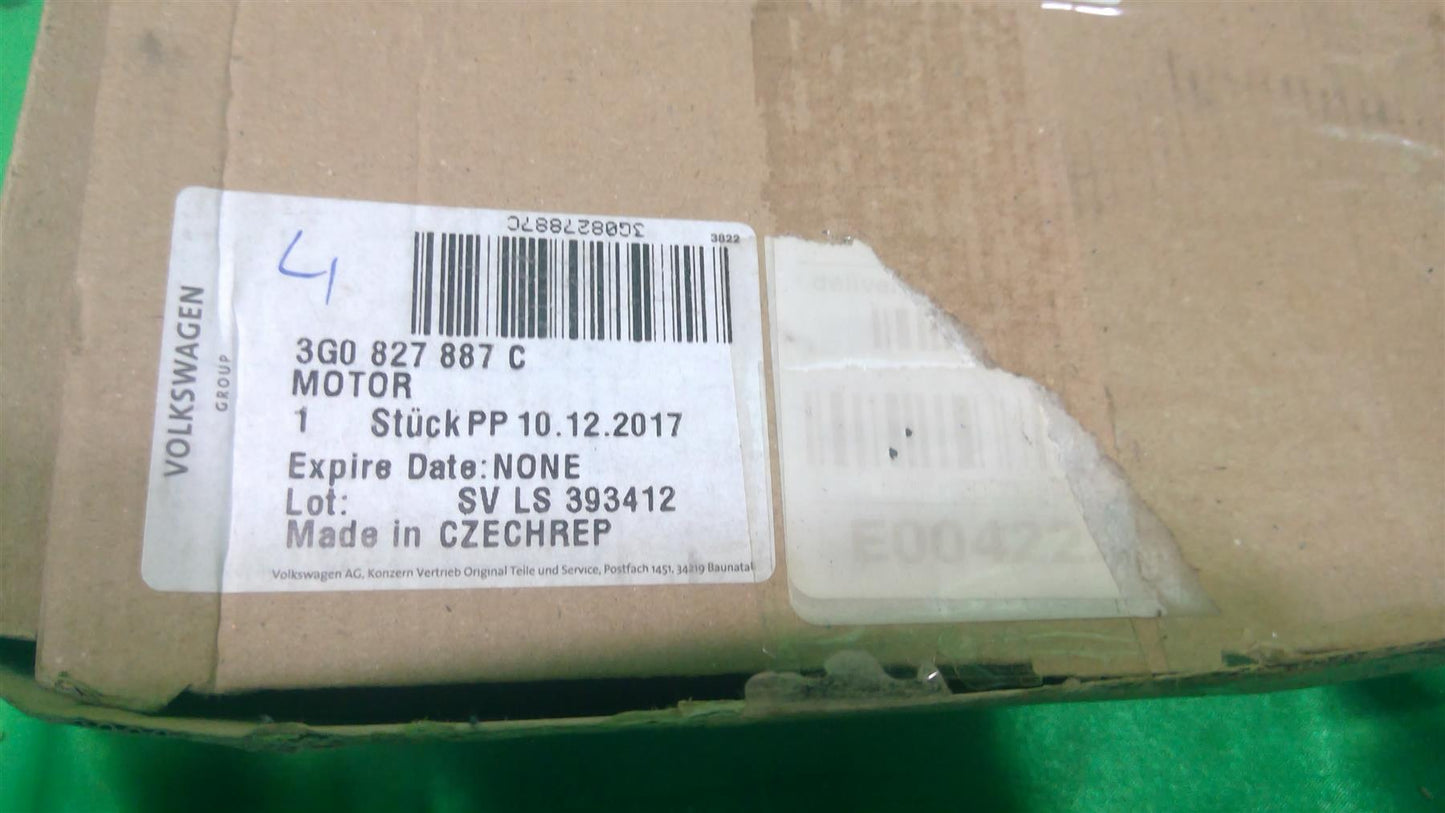 VOLKSWAGEN
GROUP
3G0827887C
3822
4
3G0 827 887 C
MOTOR
1 Stück PP 10.12.2017
Expire Date: NONE
Lot: SV LS 393412
Made in CZECHREP
Volkswagen AG, Konzern Vertrieb Original Teile und Service, Postfach 1451, 34219 Baunatal
E00422